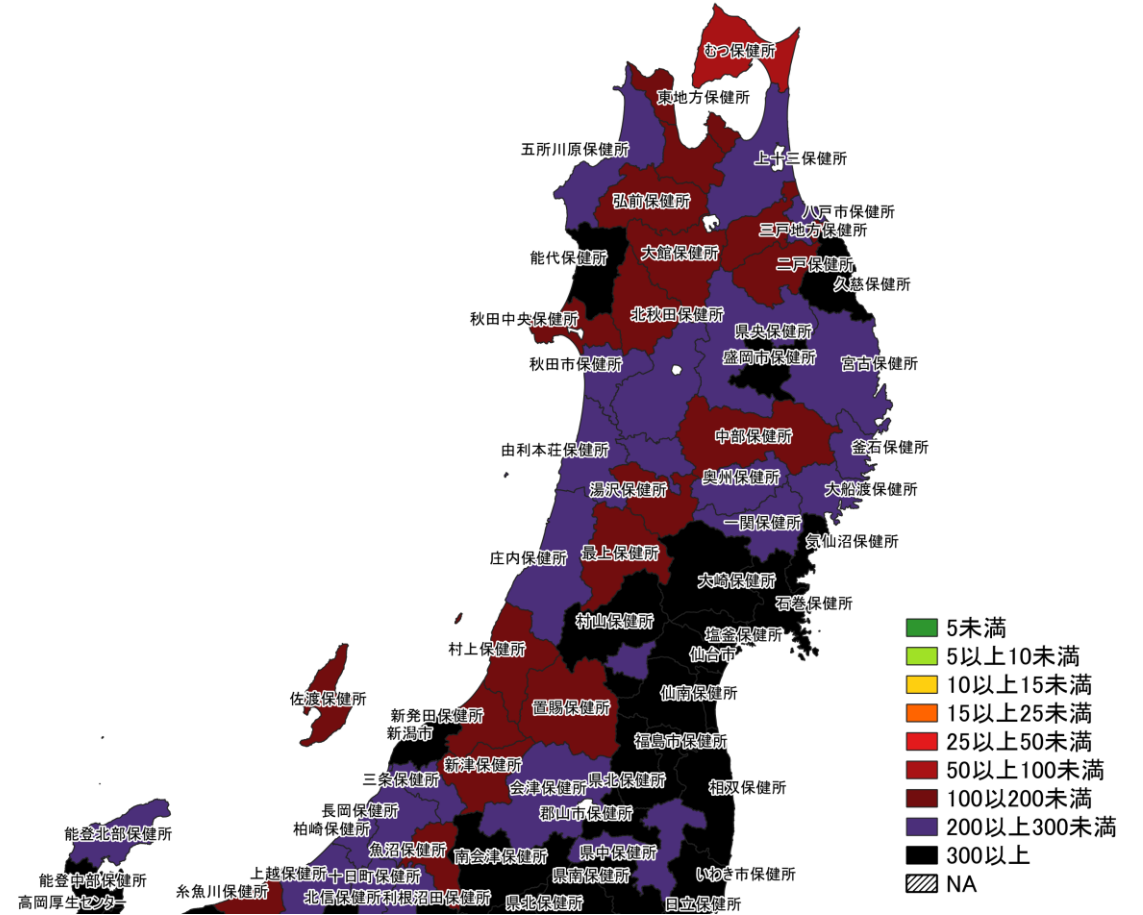 むつ保健所
東地方保健所
五所川原保健所
上十三保健所
弘前保健所
八戸市保健所
三戸地方保健所
大館保健所
能代保健所
二戸保健所
久慈保健所
北秋田保健所
秋田中央保健所
県央保健所
盛岡市保健所
秋田市保健所
宮古保健所
中部保健所
由利本荘保健所
釜石保健所
奥州保健所
湯沢保健所
大船渡保健所
一関保健所
気仙沼保健所
最上保健所
庄内保健所
大崎保健所
石巻保健所
村山保健所
塩釜保健所
村上保健所
仙台市
仙南保健所
佐渡保健所
置賜保健所
新発田保健所
新潟市
福島市保健所
新津保健所
三条保健所
会津保健所
県北保健所
相双保健所
長岡保健所
郡山市保健所
柏崎保健所
能登北部保健所
魚沼保健所
南会津保健所
県中保健所
上越保健所
十日町保健所
県南保健所
いわき市保健所
能登中部保健所
糸魚川保健所
北信保健所
利根沼田保健所
高岡厚生センター
県北保健所
日立保健所
5未満
5以上10未満
10以上15未満
15以上25未満
25以上50未満
50以上100未満
100以200未満
200以上300未満
300以上
NA